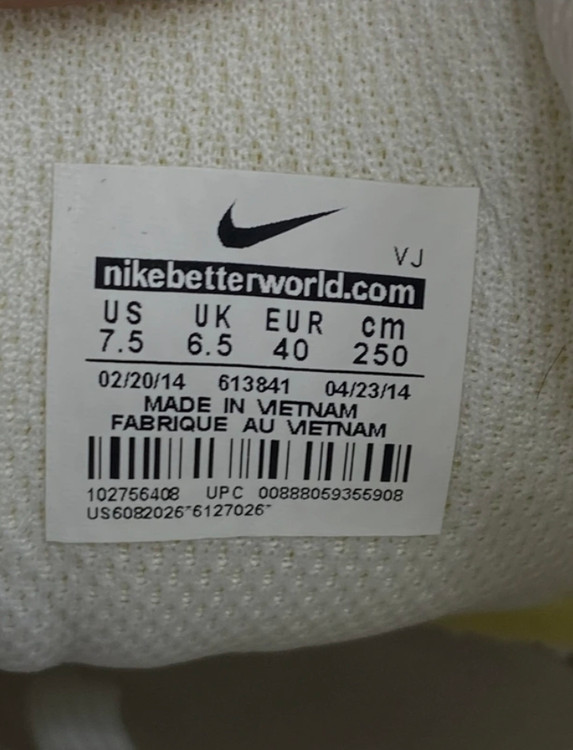 VJ
nikebetterworld.com
US UK EUR cm
7.5 6.5 40 250
02/20/14 613841 04/23/14
MADE IN VIETNAM
FABRIQUE AU VIETNAM
102756408 UPC 00888059355908
US6082026"6127026"